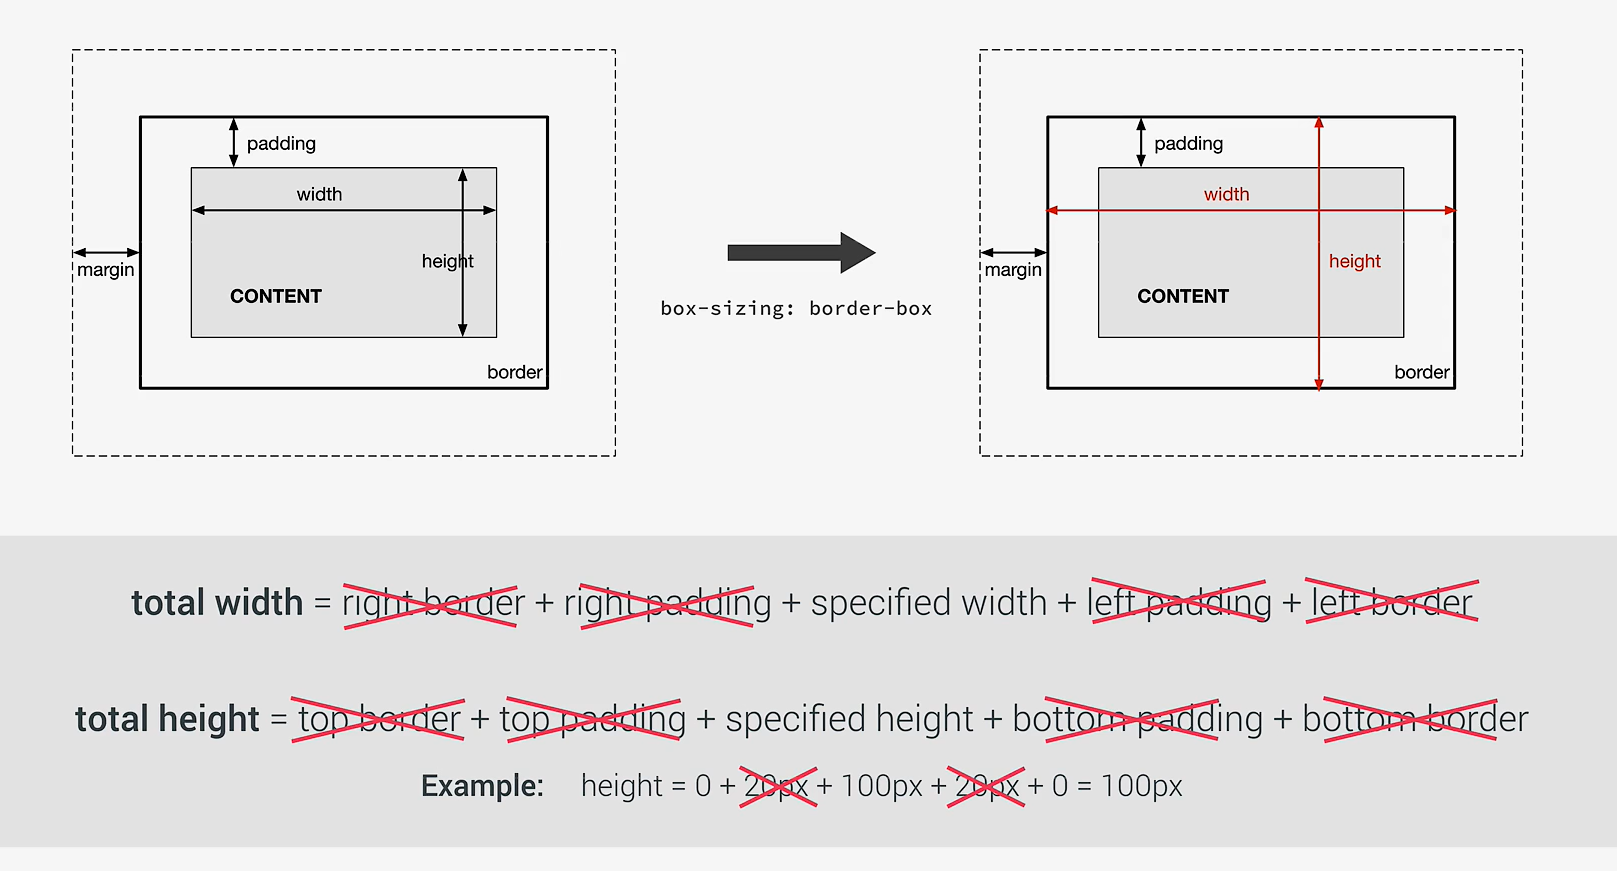 padding
width
height
margin
CONTENT
border
box-sizing: border-box
padding
width
height
margin
CONTENT
border
total width = right border + right padding + specified width + left padding + left border
total height = top border + top padding + specified height + bottom padding + bottom border
Example: height = 0 + 20px + 100px + 20px + 0 = 100px